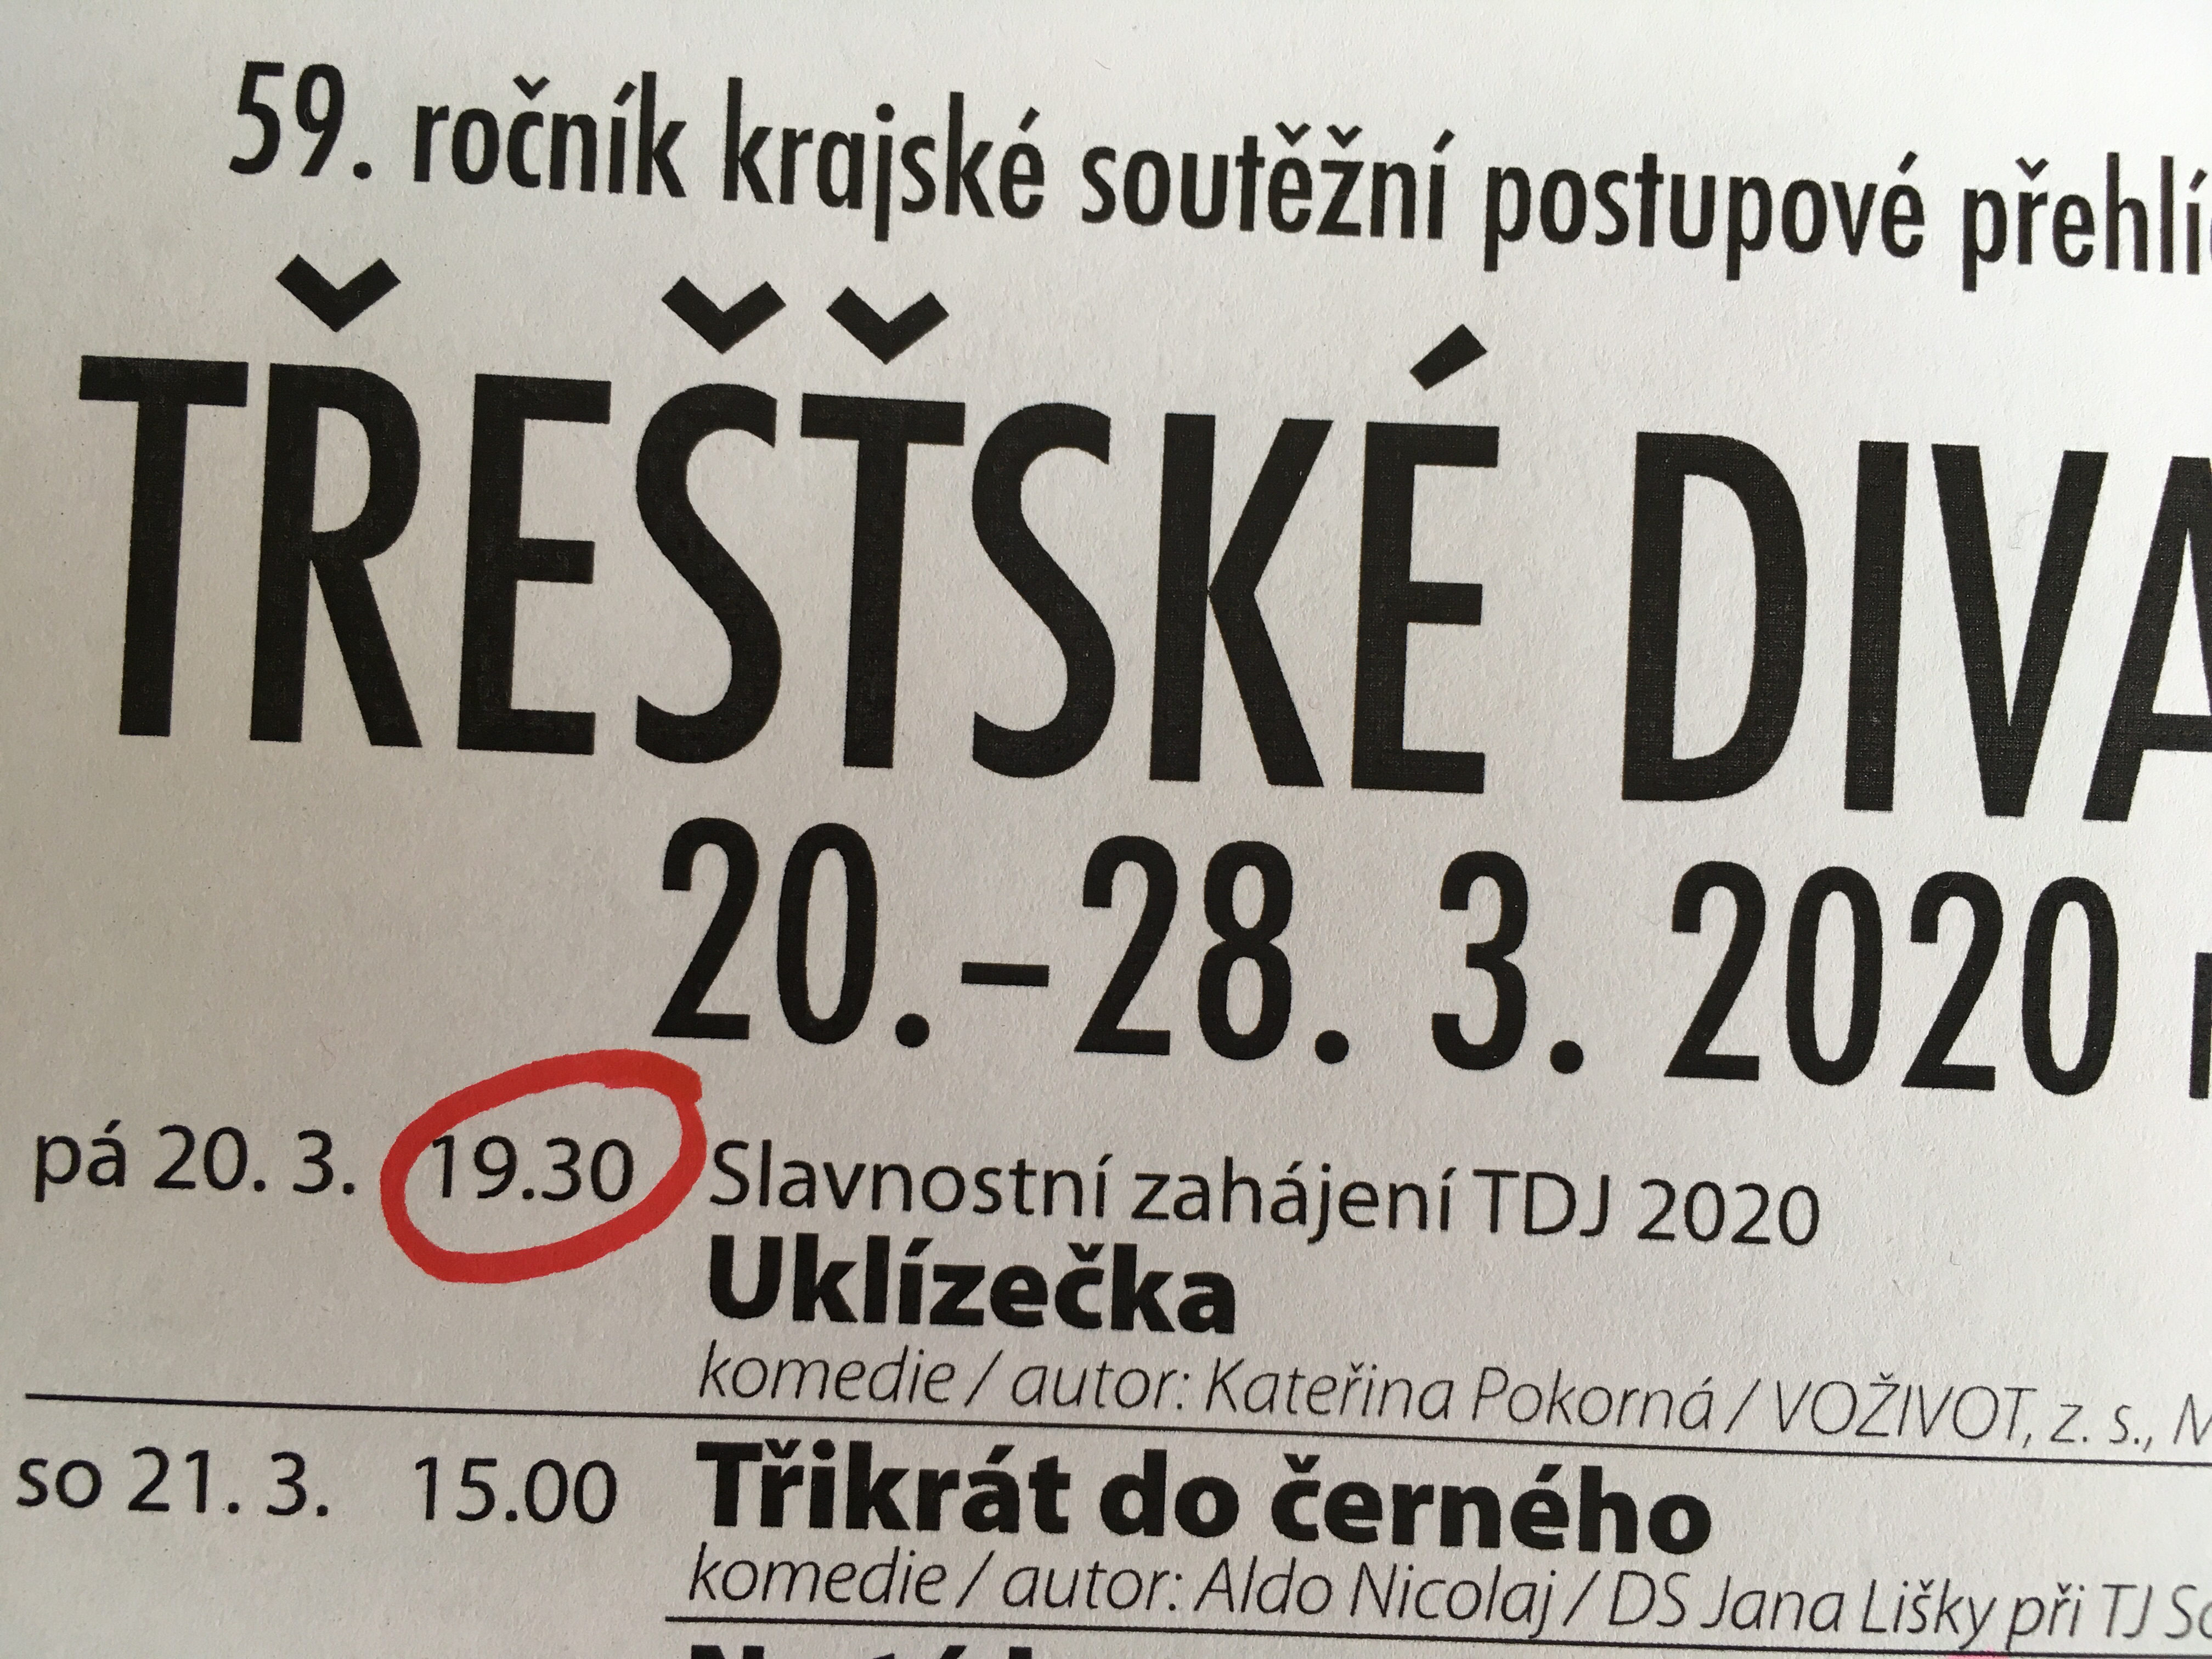 59. ročník krajské soutěžní postupové
TŘEŠŤSKÉ
20.–28. 3. 2020
pá 20. 3. 19.30 Slavnostní zahájení TDJ 2020
Uklízečka
komedie / autor: Kateřina Pokorná / VOŽIVOT, z. s.,
so 21. 3. 15.00 Třikrát do černého
komedie / autor: Aldo Nicolaj / DS Jana Lišky při TJ